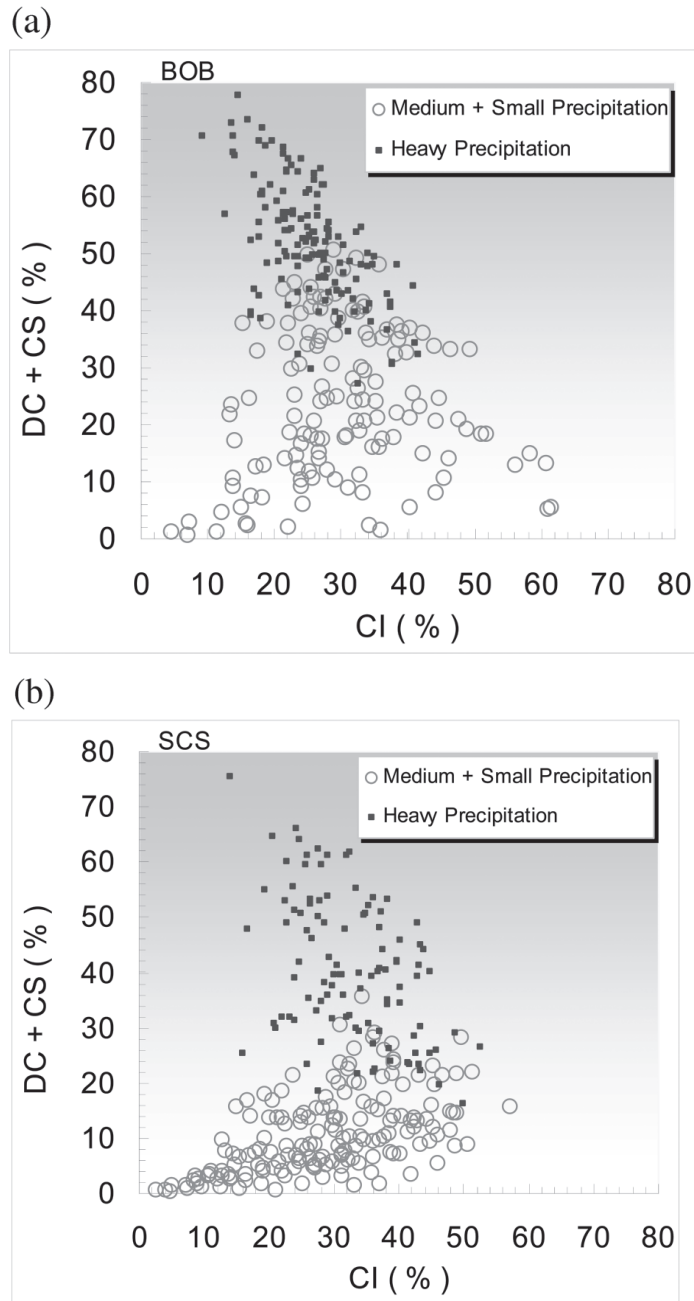 (a)
BOB
80
70
60
50
40
30
20
10
0
DC + CS ( % )
Medium + Small Precipitation
Heavy Precipitation
0 10 20 30 40 50 60 70 80
CI ( % )
(b)
SCS
80
70
60
50
40
30
20
10
0
DC + CS ( % )
Medium + Small Precipitation
Heavy Precipitation
0 10 20 30 40 50 60 70 80
CI ( % )